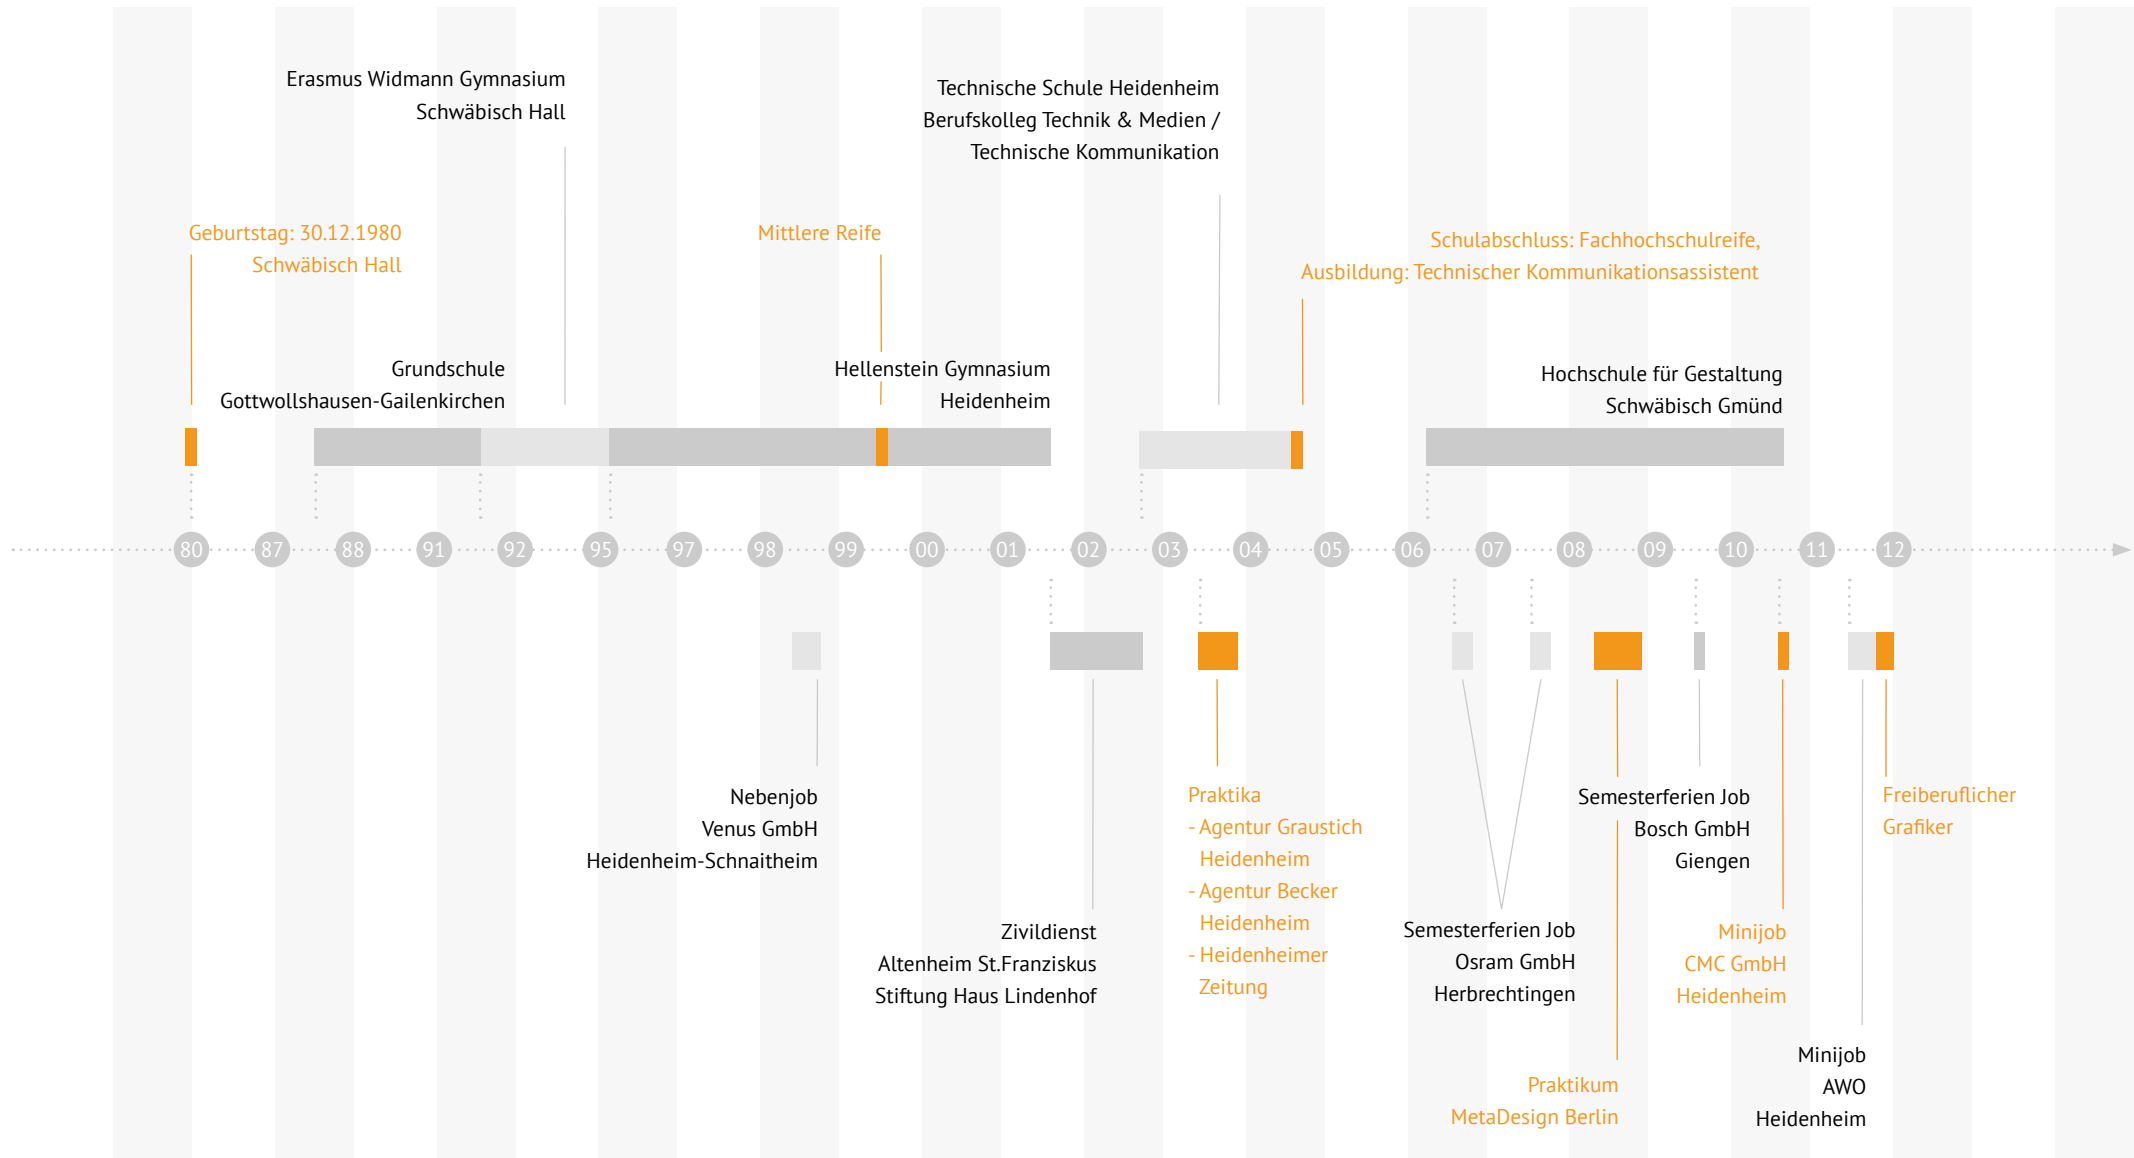 Erasmus Widmann Gymnasium
Schwäbisch Hall
Technische Schule Heidenheim
Berufskolleg Technik & Medien /
Technische Kommunikation
Geburtstag: 30.12.1980
Schwäbisch Hall
Mittlere Reife
Schulabschluss: Fachhochschulreife,
Ausbildung: Technischer Kommunikationsassistent
Grundschule
Gottwollshausen-Gailenkirchen
Hellenstein Gymnasium
Heidenheim
Hochschule für Gestaltung
Schwäbisch Gmünd
80 87 88 91 92 95 97 98 99 00 01 02 03 04 05 06 07 08 09 10 11 12
Nebenjob
Venus GmbH
Heidenheim-Schnaitheim
Zivildienst
Altenheim St.Franziskus
Stiftung Haus Lindenhof
Praktika
- Agentur Graustich
Heidenheim
- Agentur Becker
Heidenheim
- Heidenheimer
Zeitung
Semesterferien Job
Osram GmbH
Herbrechtingen
Praktikum
MetaDesign Berlin
Semesterferien Job
Bosch GmbH
Giengen
Minijob
CMC GmbH
Heidenheim
Minijob
AWO
Heidenheim
Freiberuflicher
Grafiker